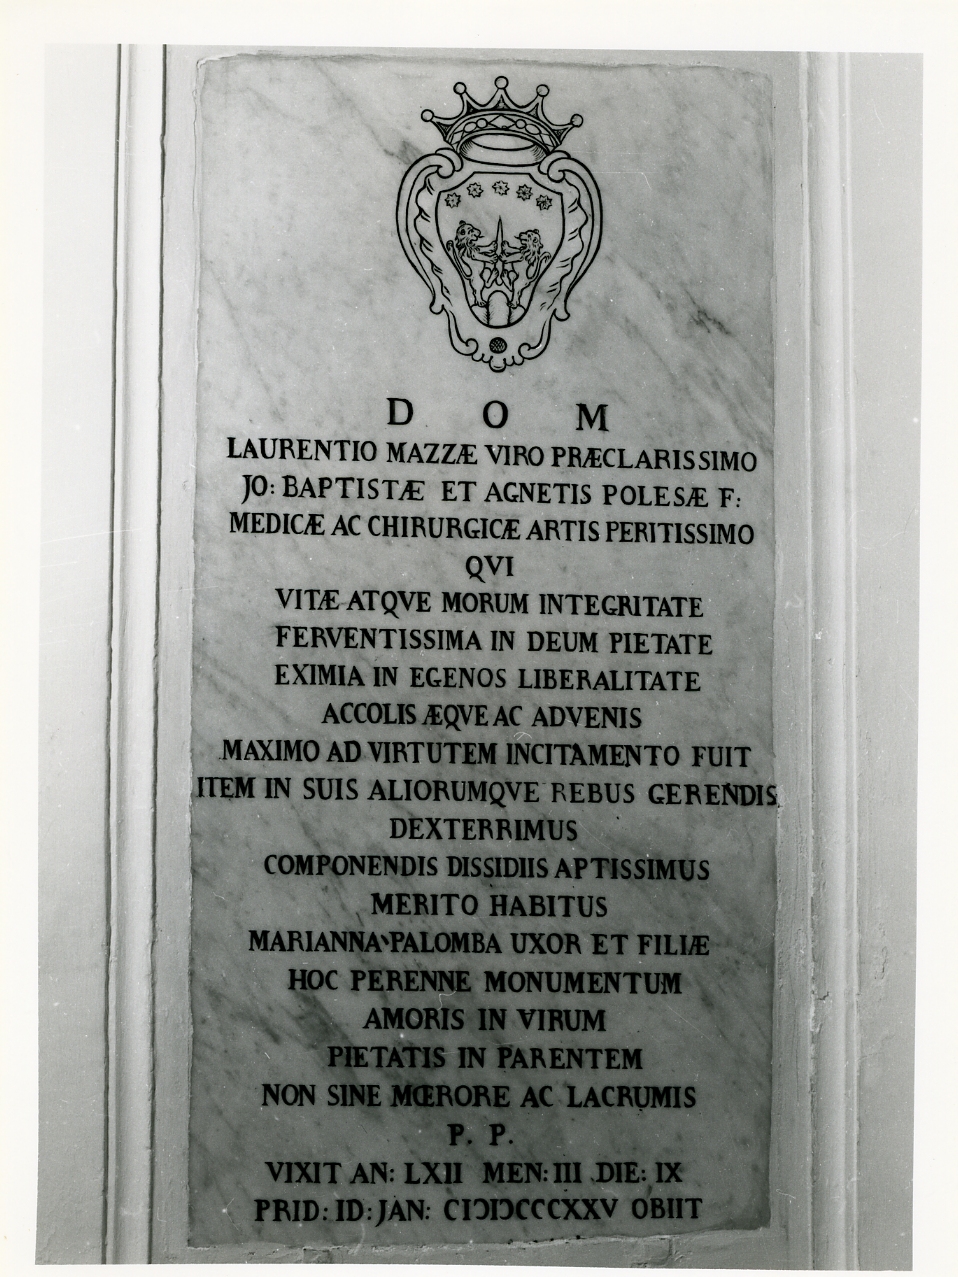 D O M
LAURENTIO MAZZÆ VIRO PRÆCLARISSIMO
JO: BAPTISTÆ ET AGNETIS POLESÆ F:
MEDICÆ AC CHIRURGICÆ ARTIS PERITISSIMO
QVI
VITÆ ATQVE MORUM INTEGRITATE
FERVENTISSIMA IN DEUM PIETATE
EXIMIA IN EGENOS LIBERALITATE
ACCOLIS ÆQVE AC ADVENIS
MAXIMO AD VIRTUTEM INCITAMENTO FUIT
ITEM IN SUIS ALIORUMQVE REBUS GERENDIS
DEXTERRIMUS
COMPONENDIS DISSIDIIS APTISSIMUS
MERITO HABITUS
MARIANNA PALOMBA UXOR ET FILIÆ
HOC PERENNE MONUMENTUM
AMORIS IN VIRUM
PIETATIS IN PARENTEM
NON SINE MŒRORE AC LACRUMIS
P. P.
VIXIT AN: LXII MEN: III DIE: IX
PRID: ID: JAN: CIƆIƆCCCXXV OBIIT